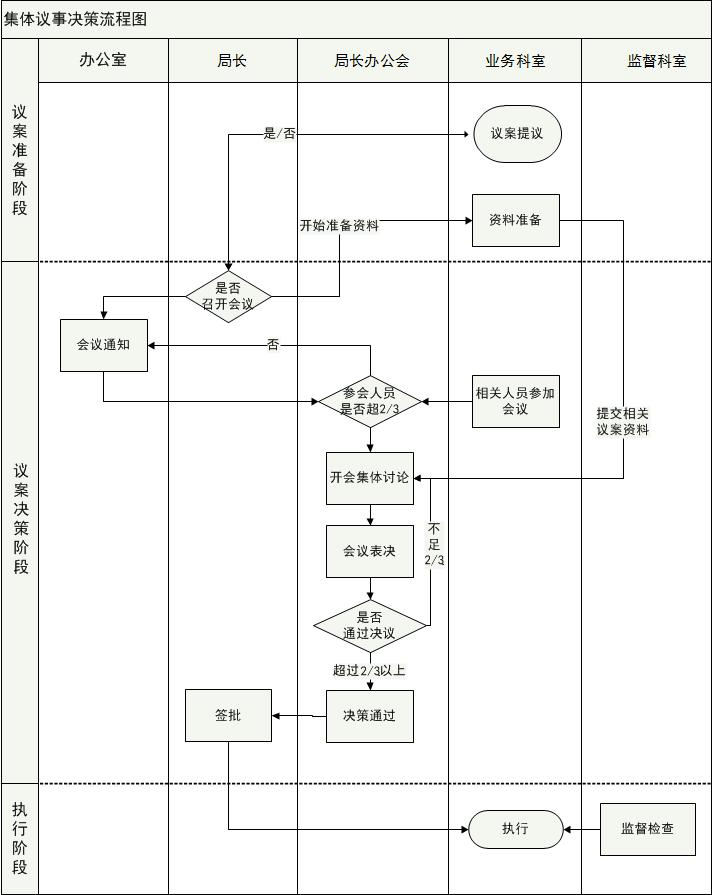 集体议事决策流程图
办公室
局长
局长办公会
业务科室
监督科室
议案准备阶段
是/否
议案提议
开始准备资料
资料准备
议案决策阶段
是否
召开会议
会议通知
否
参会人员
是否超2/3
相关人员参加
会议
提交相关
议案资料
开会集体讨论
不足
2/3
会议表决
是否
通过决议
超过2/3以上
签批
决策通过
执行阶段
执行
监督检查